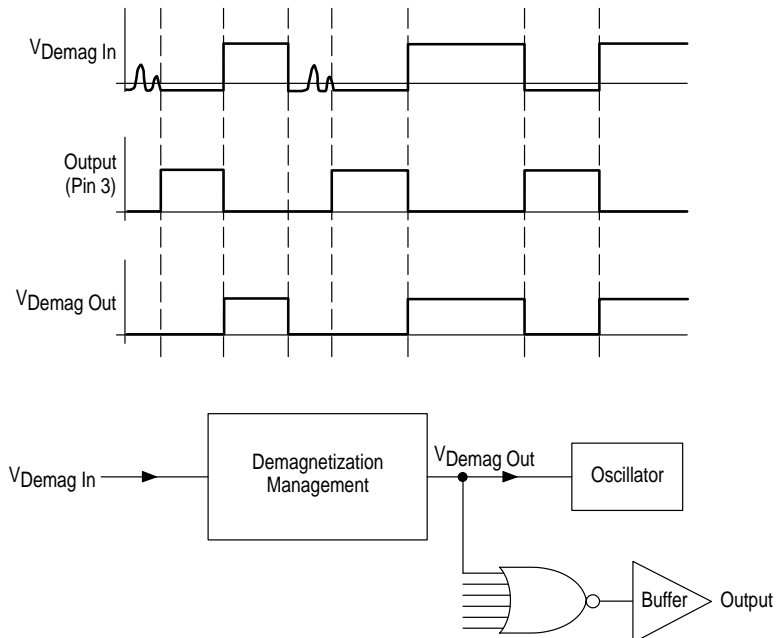 VDemag In
Output
(Pin 3)
VDemag Out
VDemag In
Demagnetization
Management
VDemag Out
Oscillator
Buffer
Output